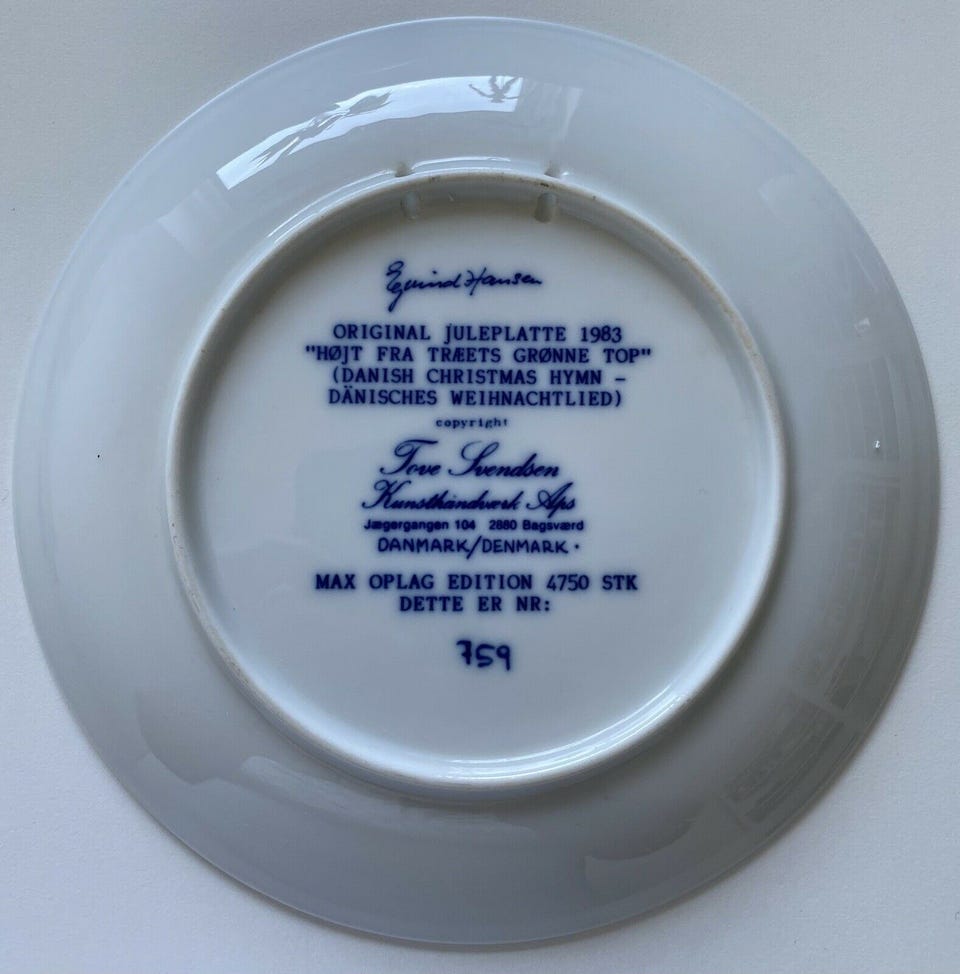 Ejvind Hansen
ORIGINAL JULEPLATTE 1983
"HØJT FRA TRÆETS GRØNNE TOP"
(DANISH CHRISTMAS HYMN –
DÄNISCHES WEIHNACHTLIED)
copyright
Tove Svendsen
Kunsthåndværk Aps
Jægergangen 104 2880 Bagsværd
DANMARK/DENMARK.
MAX OPLAG EDITION 4750 STK
DETTE ER NR:
759